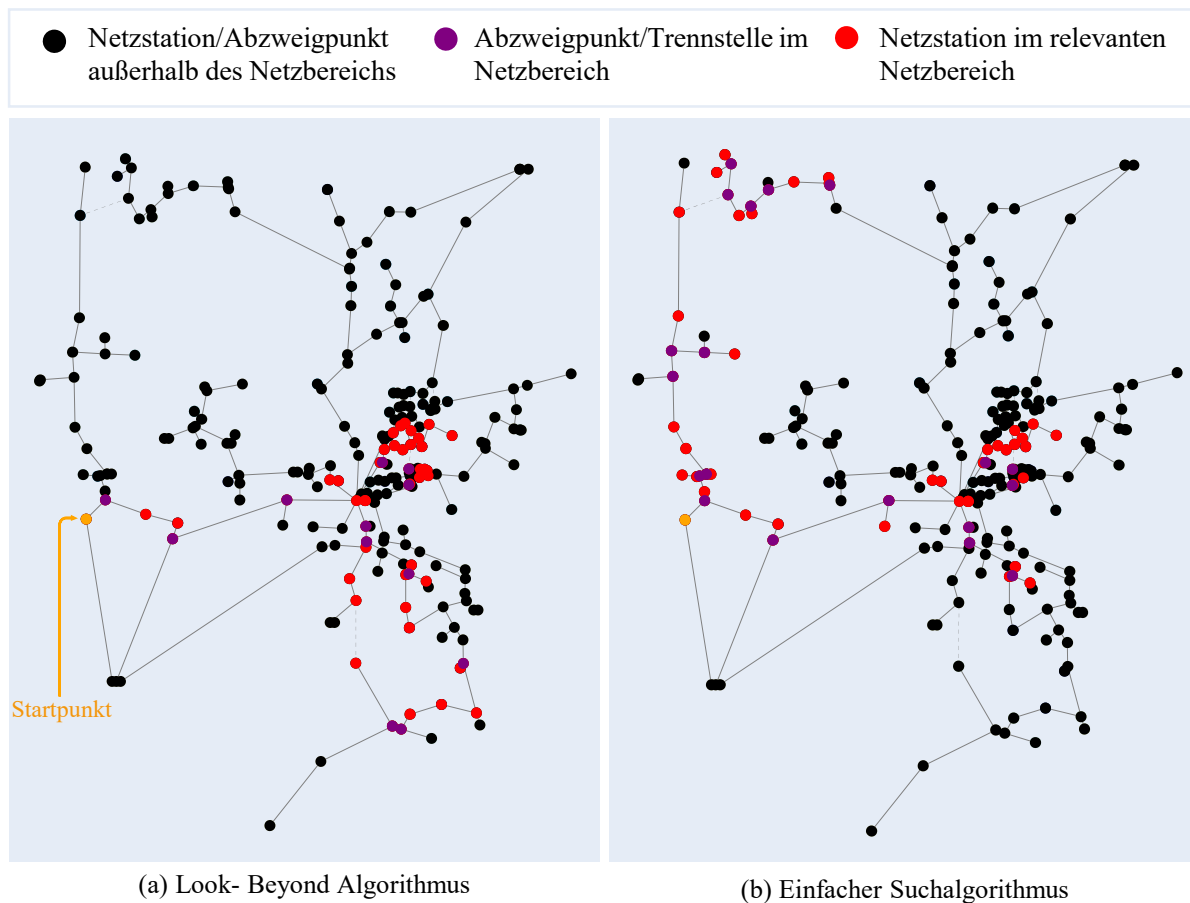 Netzstation/Abzweigpunkt
außerhalb des Netzbereichs
Abzweigpunkt/Trennstelle im
Netzbereich
Netzstation im relevanten
Netzbereich
Startpunkt
(a) Look- Beyond Algorithmus
(b) Einfacher Suchalgorithmus